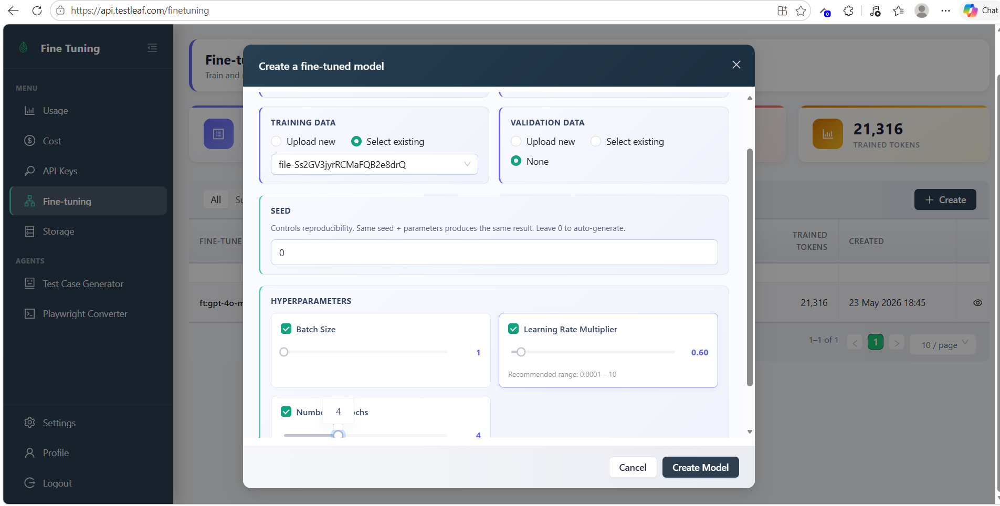 https://api.testleaf.com/finetuning
0
Chat
Fine Tuning
MENU
Usage
Cost
API Keys
Fine-tuning
Storage
AGENTS
Test Case Generator
Playwright Converter
Settings
Profile
Logout
Train and
21,316
TRAINED TOKENS
All
Create
FINE-TUNE
TRAINED
TOKENS
CREATED
ft:gpt-4o-m
21,316
23 May 2026 18:45
1–1 of 1
<
1
>
10 / page
Create a fine-tuned model
TRAINING DATA
Upload new
Select existing
file-Ss2GV3jyrRCMaFQB2e8drQ
VALIDATION DATA
Upload new
Select existing
None
SEED
Controls reproducibility. Same seed + parameters produces the same result. Leave 0 to auto-generate.
0
HYPERPARAMETERS
Batch Size
1
Learning Rate Multiplier
0.60
Recommended range: 0.0001 – 10
4
4
Cancel
Create Model